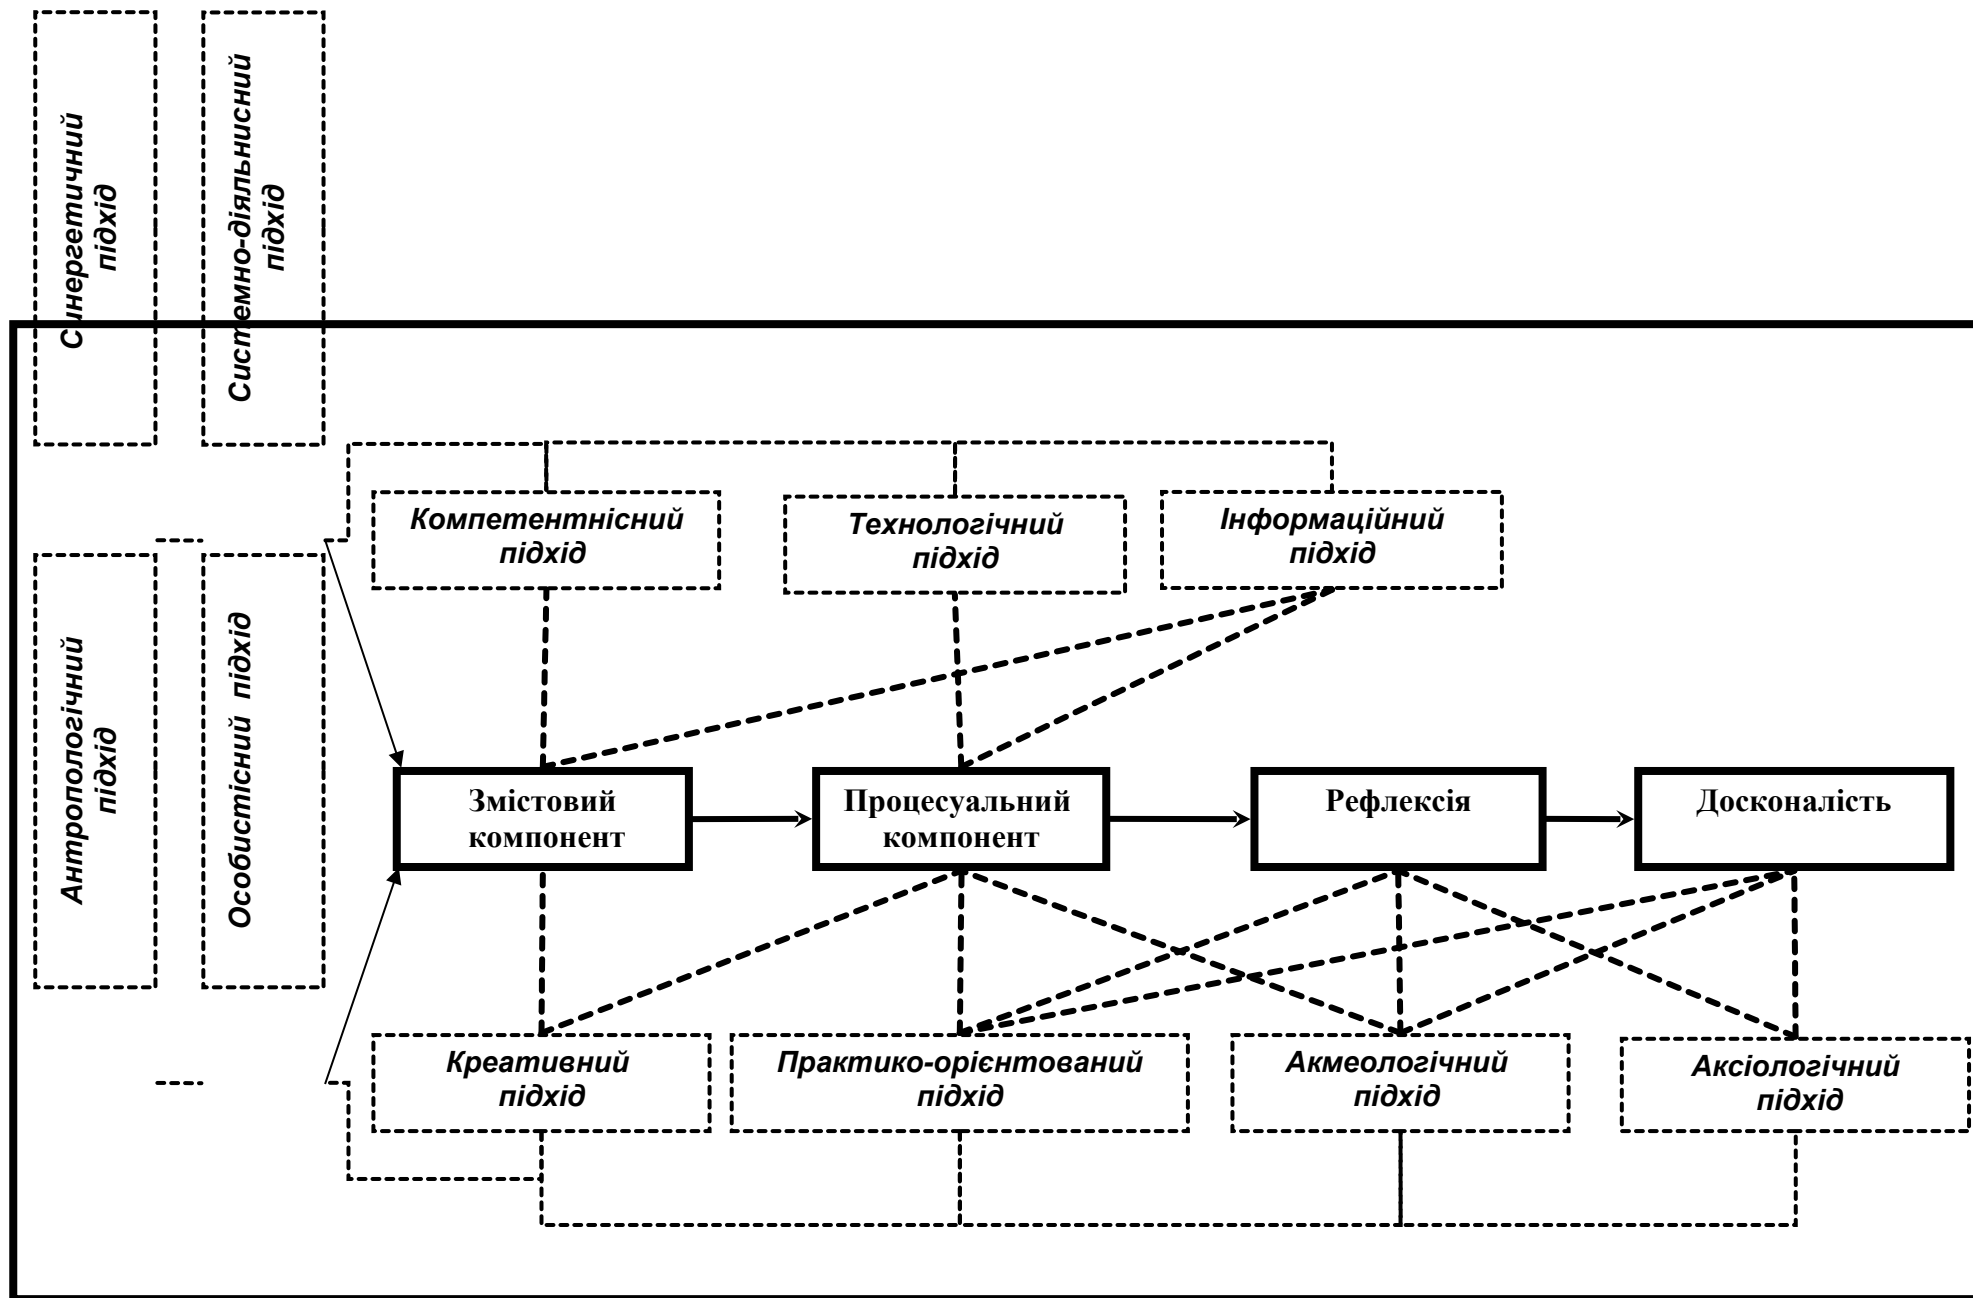 Синергетичний
підхід
Системно-діяльнисний
підхід
Компетентнісний
підхід
Технологічний
підхід
Інформаційний
підхід
Антропологічний
підхід
Особистісний підхід
Змістовий
компонент
Процесуальний
компонент
Рефлексія
Досконалість
Креативний
підхід
Практико-орієнтований
підхід
Акмеологічний
підхід
Аксіологічний
підхід